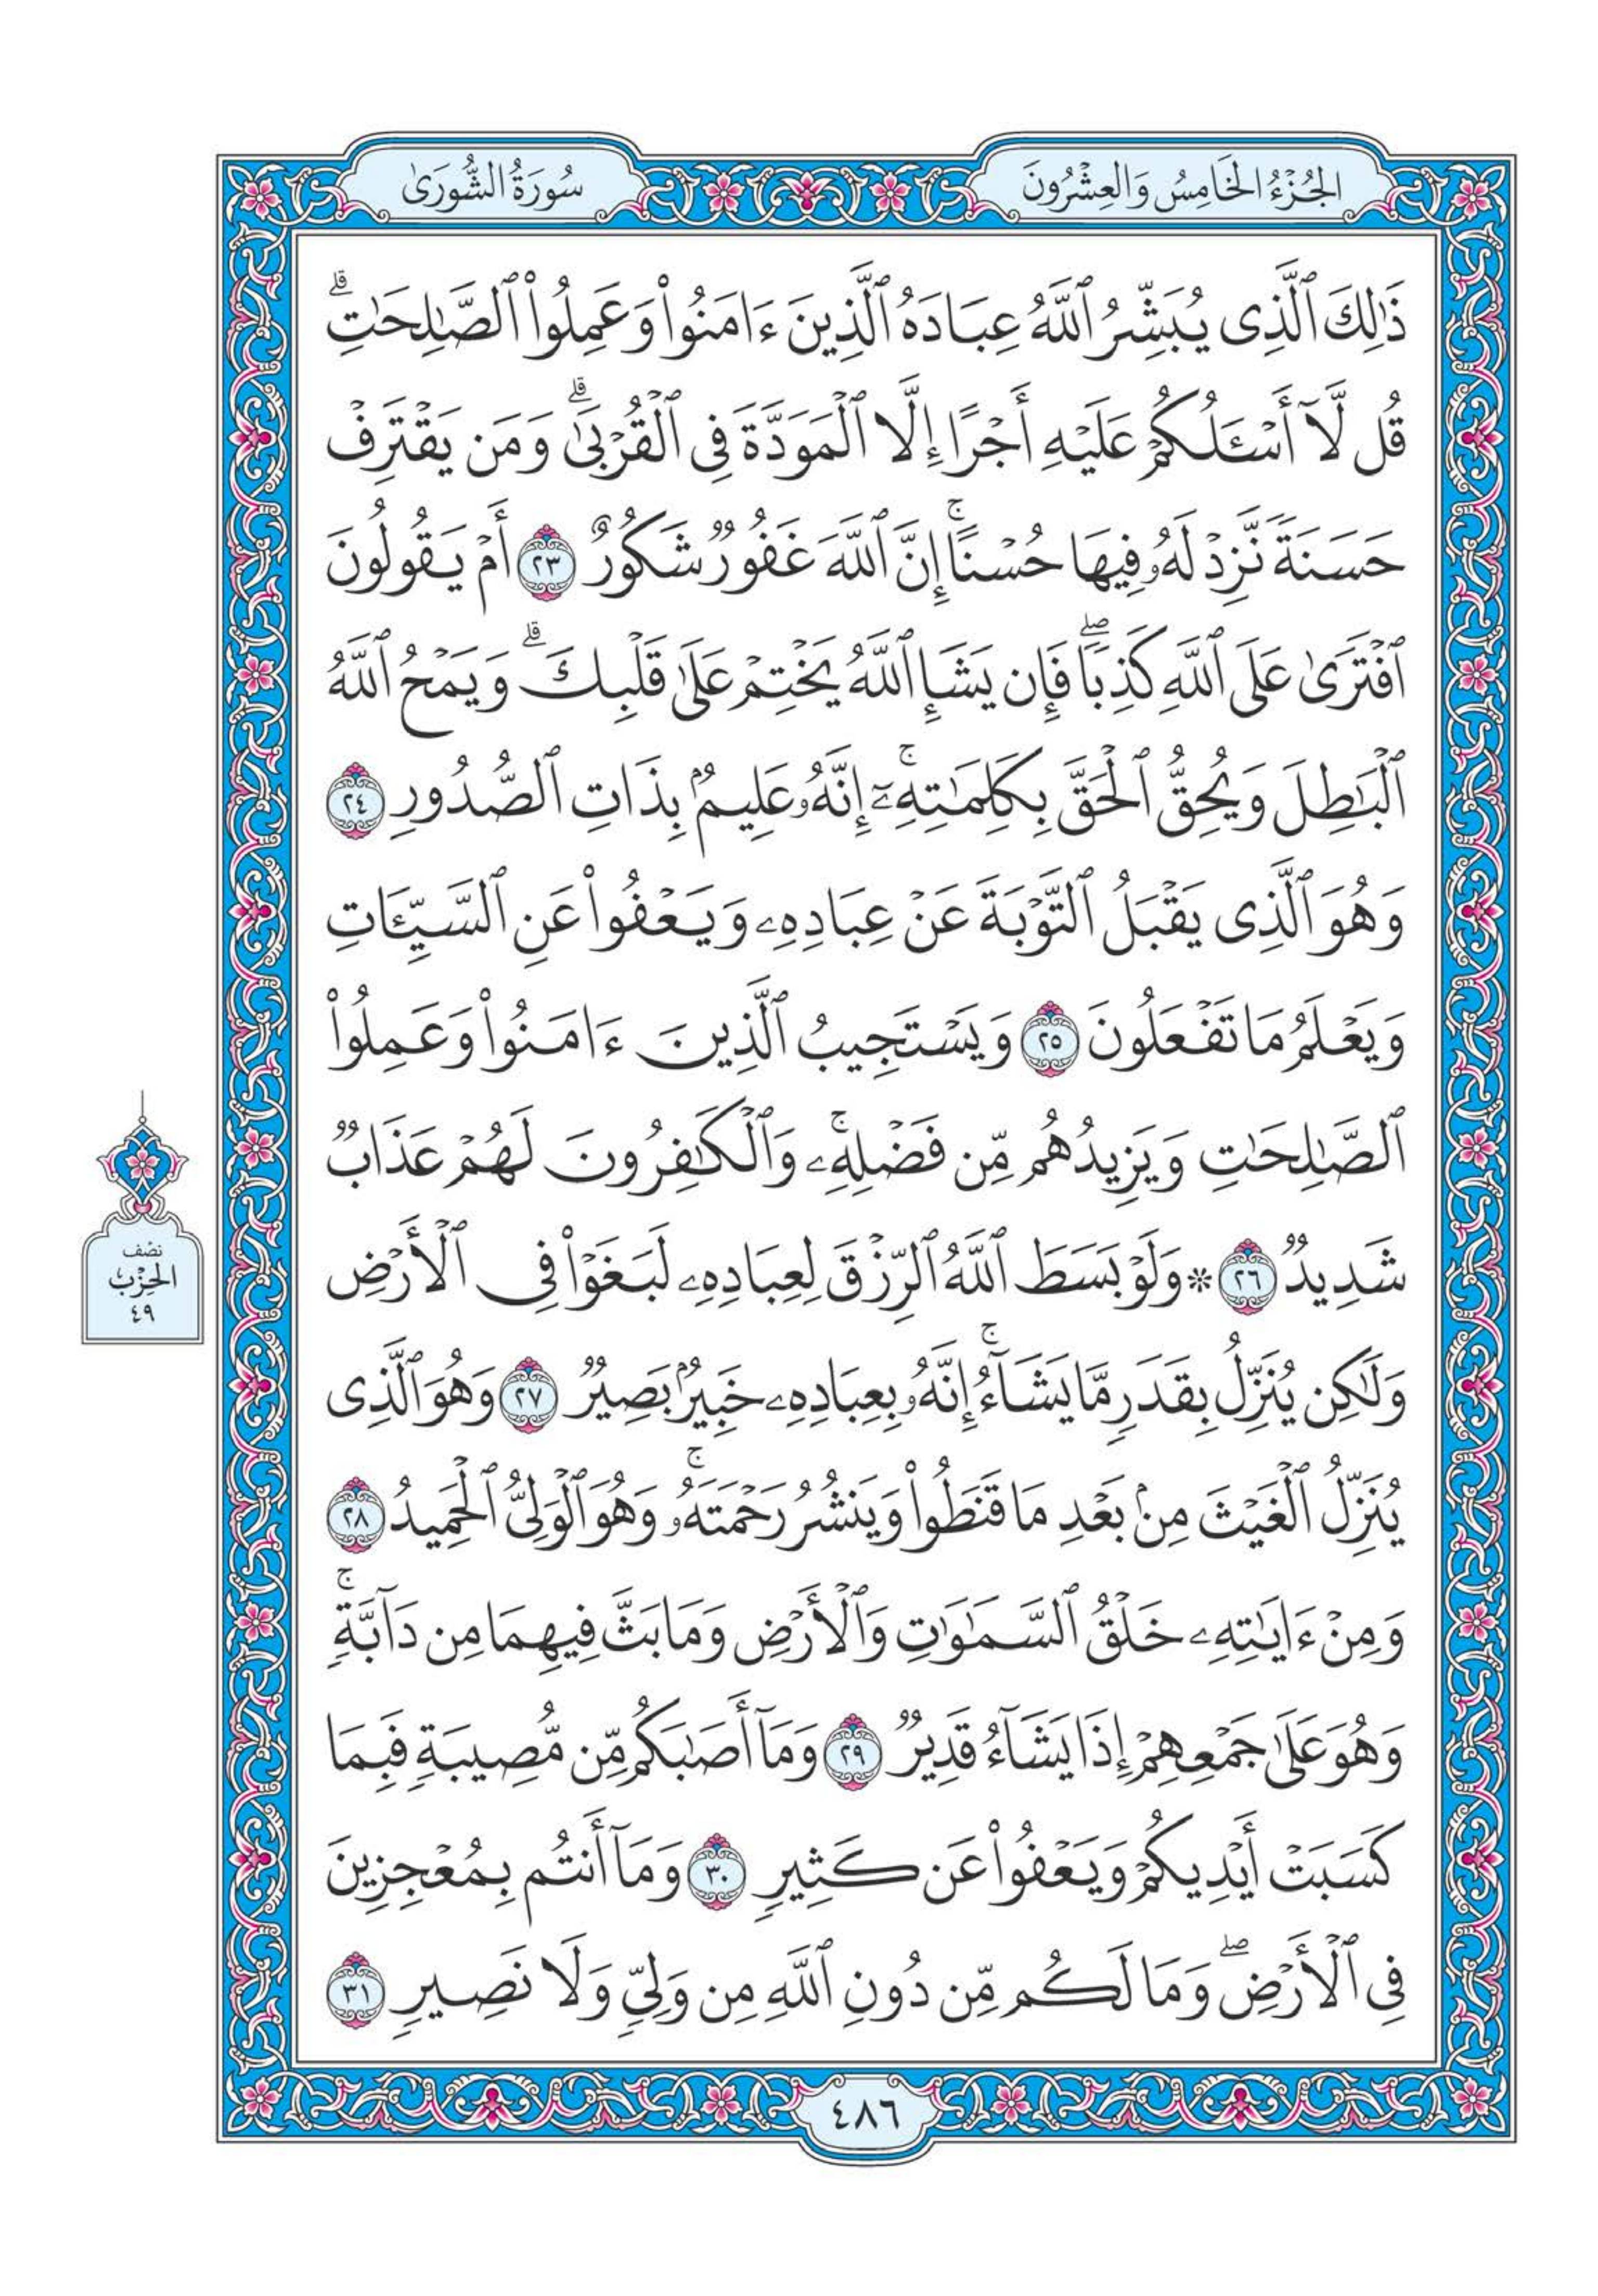 الجُزْءُ الخَامِسُ وَالعِشْرُونَ
سُورَةُ الشُّورَىٰ
ذَٰلِكَ ٱلَّذِى يُبَشِّرُ ٱللَّهُ عِبَادَهُ ٱلَّذِينَ ءَامَنُوا۟ وَعَمِلُوا۟ ٱلصَّـٰلِحَـٰتِ ۗ
قُل لَّآ أَسْـَٔلُكُمْ عَلَيْهِ أَجْرًا إِلَّا ٱلْمَوَدَّةَ فِى ٱلْقُرْبَىٰ ۗ وَمَن يَقْتَرِفْ
حَسَنَةً نَّزِدْ لَهُۥ فِيهَا حُسْنًا ۚ إِنَّ ٱللَّهَ غَفُورٌ شَكُورٌ ٢٣ أَمْ يَقُولُونَ
ٱفْتَرَىٰ عَلَى ٱللَّهِ كَذِبًا ۖ فَإِن يَشَإِ ٱللَّهُ يَخْتِمْ عَلَىٰ قَلْبِكَ ۗ وَيَمْحُ ٱللَّهُ
ٱلْبَـٰطِلَ وَيُحِقُّ ٱلْحَقَّ بِكَلِمَـٰتِهِۦٓ ۚ إِنَّهُۥ عَلِيمٌۢ بِذَاتِ ٱلصُّدُورِ ٢٤
وَهُوَ ٱلَّذِى يَقْبَلُ ٱلتَّوْبَةَ عَنْ عِبَادِهِۦ وَيَعْفُوا۟ عَنِ ٱلسَّيِّـَٔاتِ
وَيَعْلَمُ مَا تَفْعَلُونَ ٢٥ وَيَسْتَجِيبُ ٱلَّذِينَ ءَامَنُوا۟ وَعَمِلُوا۟
ٱلصَّـٰلِحَـٰتِ وَيَزِيدُهُم مِّن فَضْلِهِۦ ۚ وَٱلْكَـٰفِرُونَ لَهُمْ عَذَابٌ
شَدِيدٌ ٢٦ ۞ وَلَوْ بَسَطَ ٱللَّهُ ٱلرِّزْقَ لِعِبَادِهِۦ لَبَغَوْا۟ فِى ٱلْأَرْضِ
وَلَـٰكِن يُنَزِّلُ بِقَدَرٍ مَّا يَشَآءُ ۚ إِنَّهُۥ بِعِبَادِهِۦ خَبِيرٌۢ بَصِيرٌ ٢٧ وَهُوَ ٱلَّذِى
يُنَزِّلُ ٱلْغَيْثَ مِنۢ بَعْدِ مَا قَنَطُوا۟ وَيَنشُرُ رَحْمَتَهُۥ ۚ وَهُوَ ٱلْوَلِىُّ ٱلْحَمِيدُ ٢٨
وَمِنْ ءَايَـٰتِهِۦ خَلْقُ ٱلسَّمَـٰوَٰتِ وَٱلْأَرْضِ وَمَا بَثَّ فِيهِمَا مِن دَآبَّةٍ ۚ
وَهُوَ عَلَىٰ جَمْعِهِمْ إِذَا يَشَآءُ قَدِيرٌ ٢٩ وَمَآ أَصَـٰبَكُم مِّن مُّصِيبَةٍ فَبِمَا
كَسَبَتْ أَيْدِيكُمْ وَيَعْفُوا۟ عَن كَثِيرٍ ٣٠ وَمَآ أَنتُم بِمُعْجِزِينَ
فِى ٱلْأَرْضِ ۖ وَمَا لَكُم مِّن دُونِ ٱللَّهِ مِن وَلِىٍّ وَلَا نَصِيرٍ ٣١
نصْف
الحِزْب
٤٩
٤٨٦